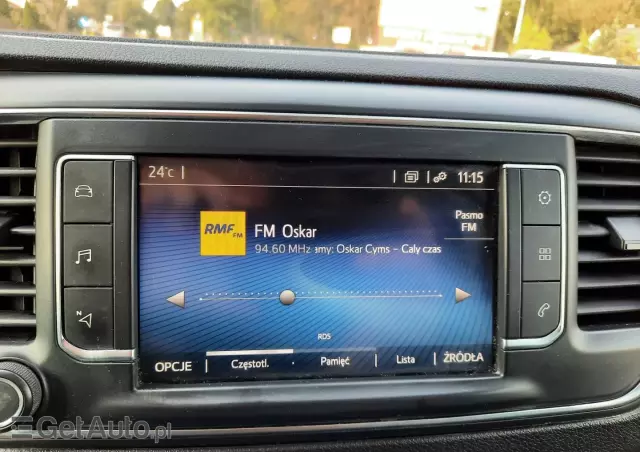 24°C
11:15
RMF FM
FM Oskar
Pasmo
FM
94.60 MHz amy: Oskar Cyms - Cały czas
N
RDS
OPCJE Częstotl. Pamięć Lista ŹRÓDŁA
GetAuto.pl